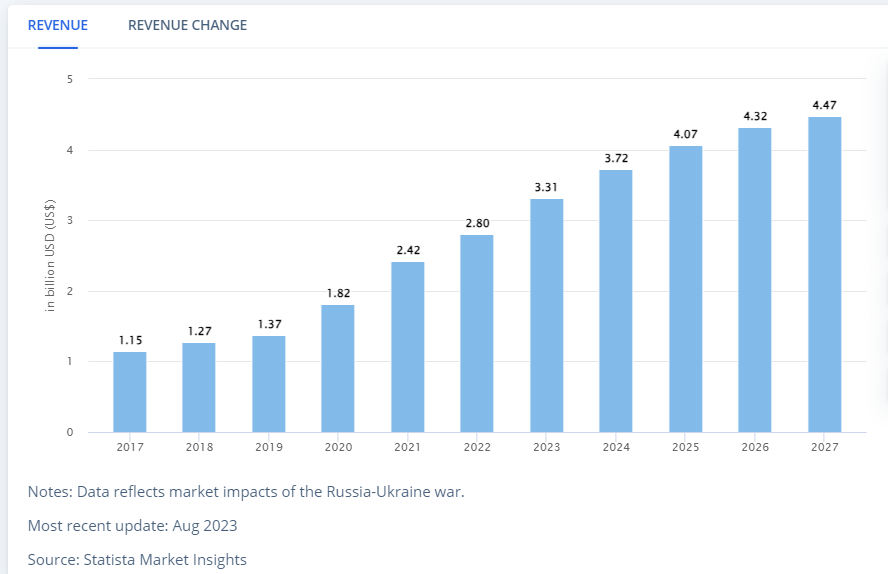 REVENUE REVENUE CHANGE
5
4.47
4.32
4.07
4
3.72
3.31
3
2.80
2.42
2
1.82
1.37
1.27
1.15
1
0
in billion USD (US$)
2017 2018 2019 2020 2021 2022 2023 2024 2025 2026 2027
Notes: Data reflects market impacts of the Russia-Ukraine war.
Most recent update: Aug 2023
Source: Statista Market Insights